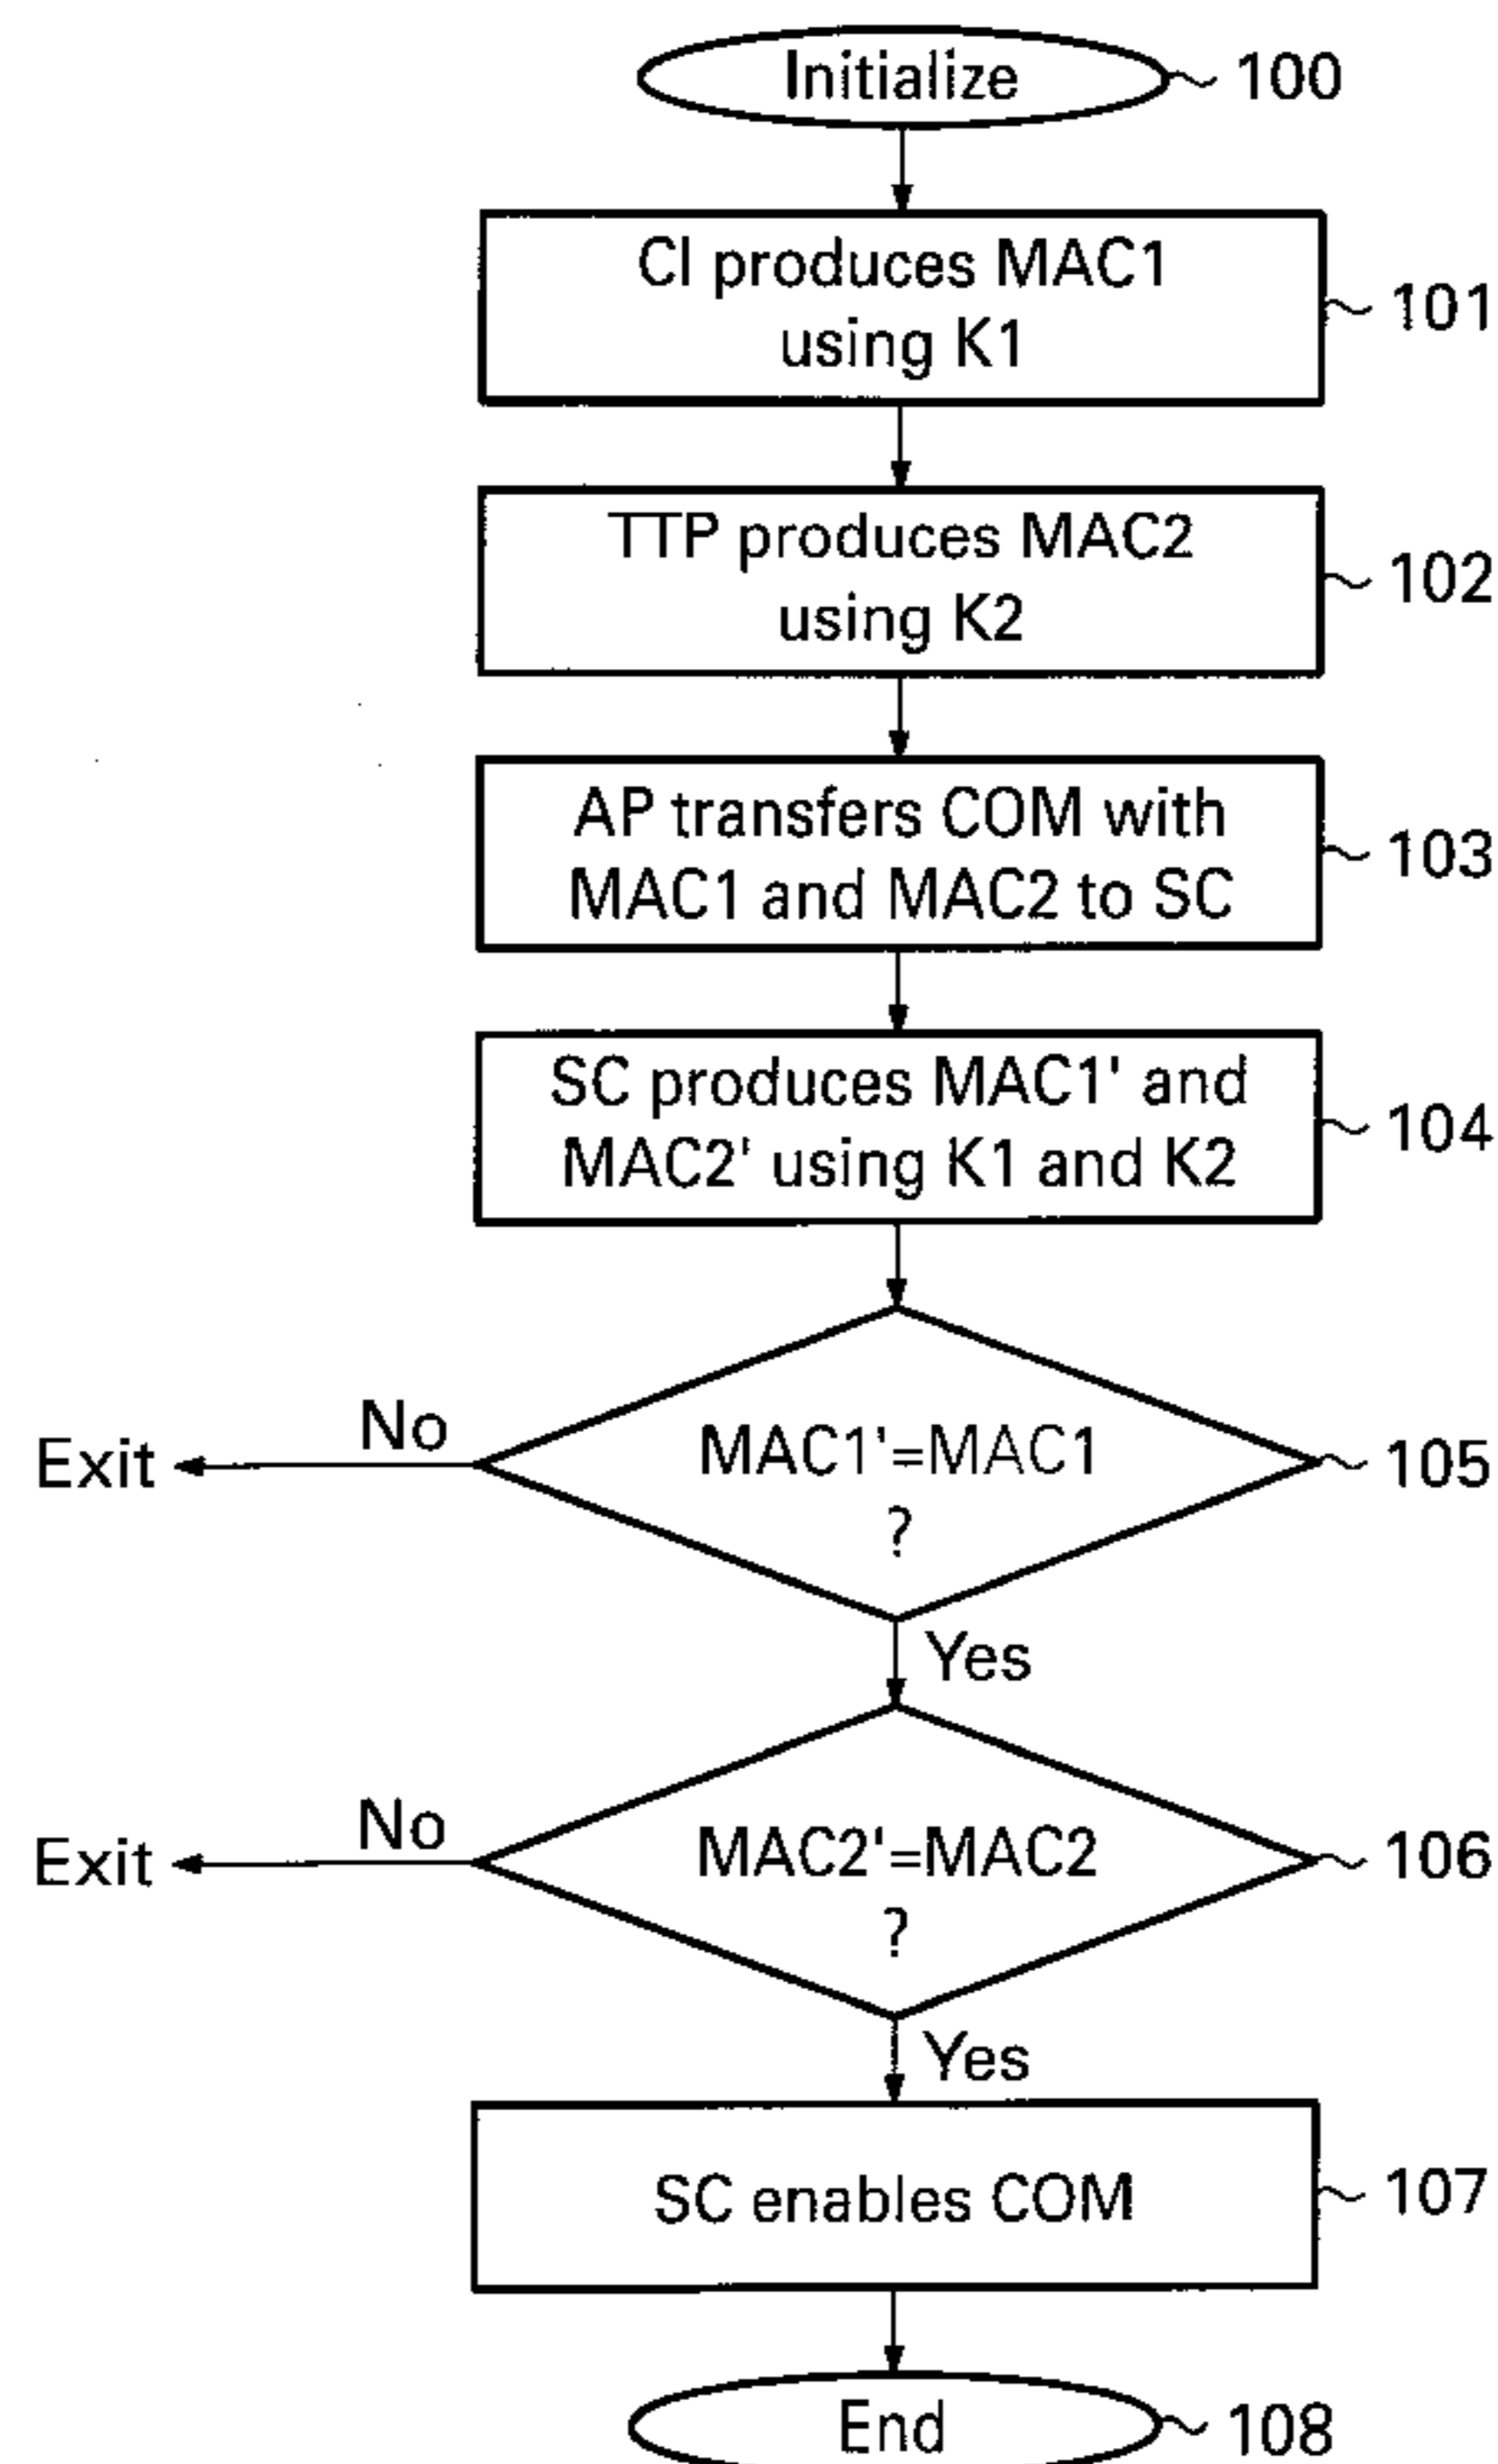 Initialize
100
CI produces MAC1
using K1
101
TTP produces MAC2
using K2
102
AP transfers COM with
MAC1 and MAC2 to SC
103
SC produces MAC1' and
MAC2' using K1 and K2
104
MAC1'=MAC1
?
105
No
Exit
Yes
MAC2'=MAC2
?
106
No
Exit
Yes
SC enables COM
107
End
108